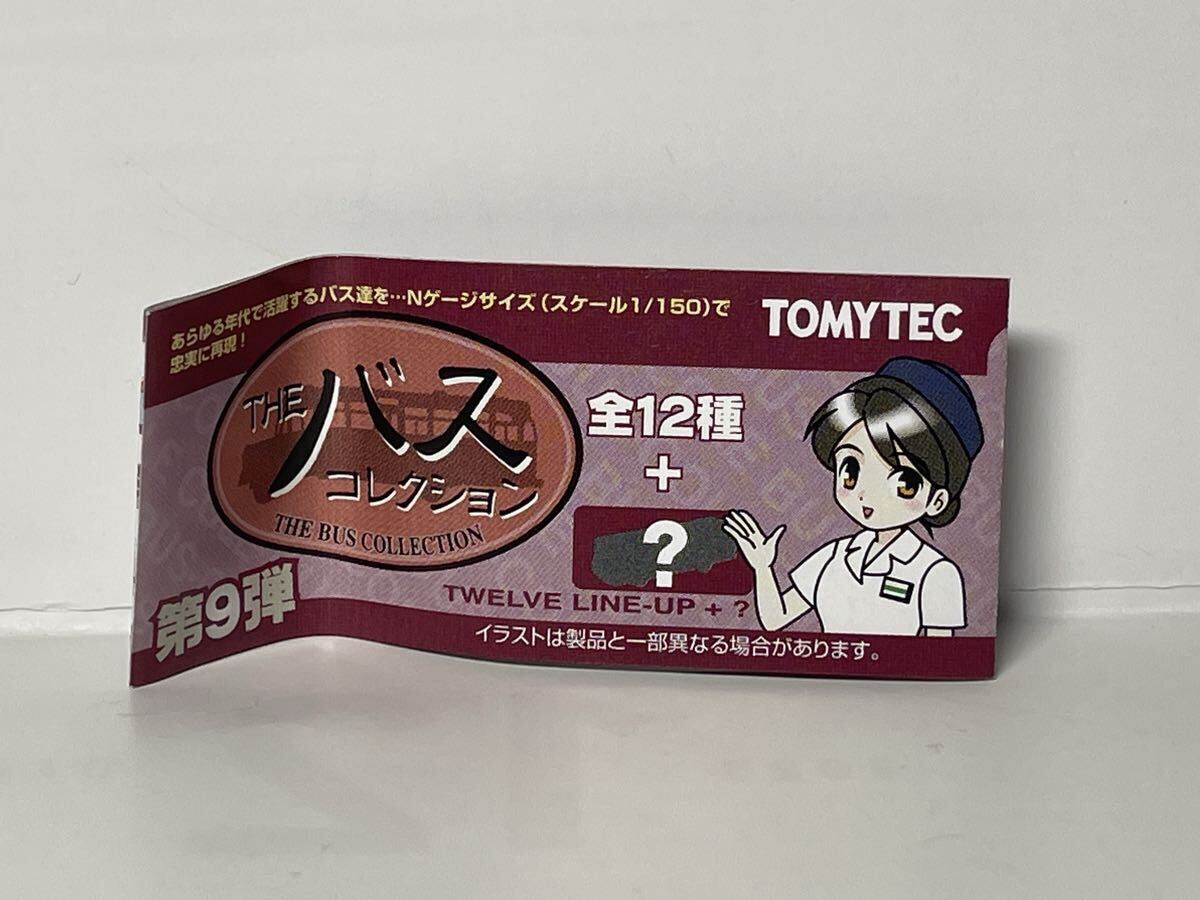 あらゆる年代で活躍するバス達を…Nゲージサイズ(スケール1/150)で
忠実に再現!
TOMYTEC
THE バス
コレクション
THE BUS COLLECTION
全12種
+
?
TWELVE LINE-UP + ?
第9弾
イラストは製品と一部異なる場合があります。